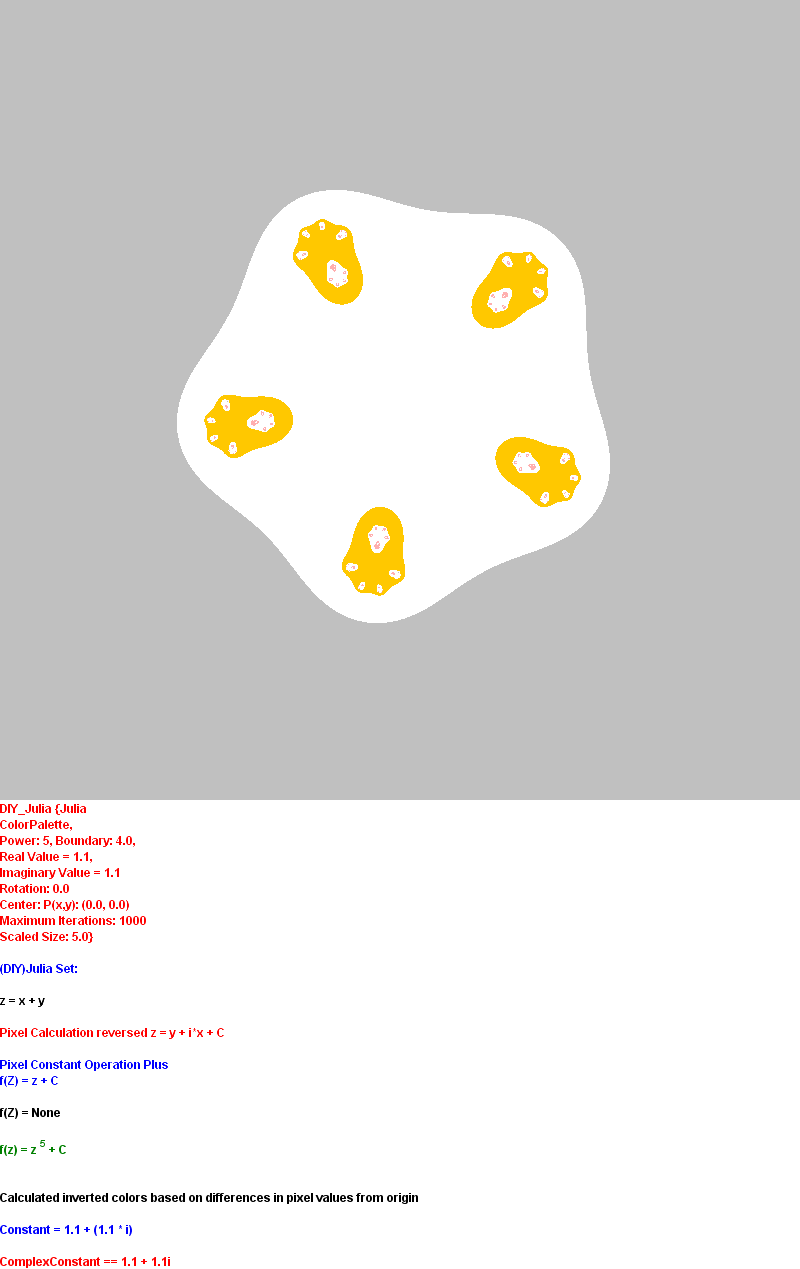 DIY_Julia {Julia
ColorPalette,
Power: 5, Boundary: 4.0,
Real Value = 1.1,
Imaginary Value = 1.1
Rotation: 0.0
Center: P(x,y): (0.0, 0.0)
Maximum Iterations: 1000
Scaled Size: 5.0}
(DIY)Julia Set:
z = x + y
Pixel Calculation reversed z = y + i*x + C
Pixel Constant Operation Plus
f(Z) = z + C
f(Z) = None
f(z) = z 5 + C
Calculated inverted colors based on differences in pixel values from origin
Constant = 1.1 + (1.1 * i)
ComplexConstant == 1.1 + 1.1i